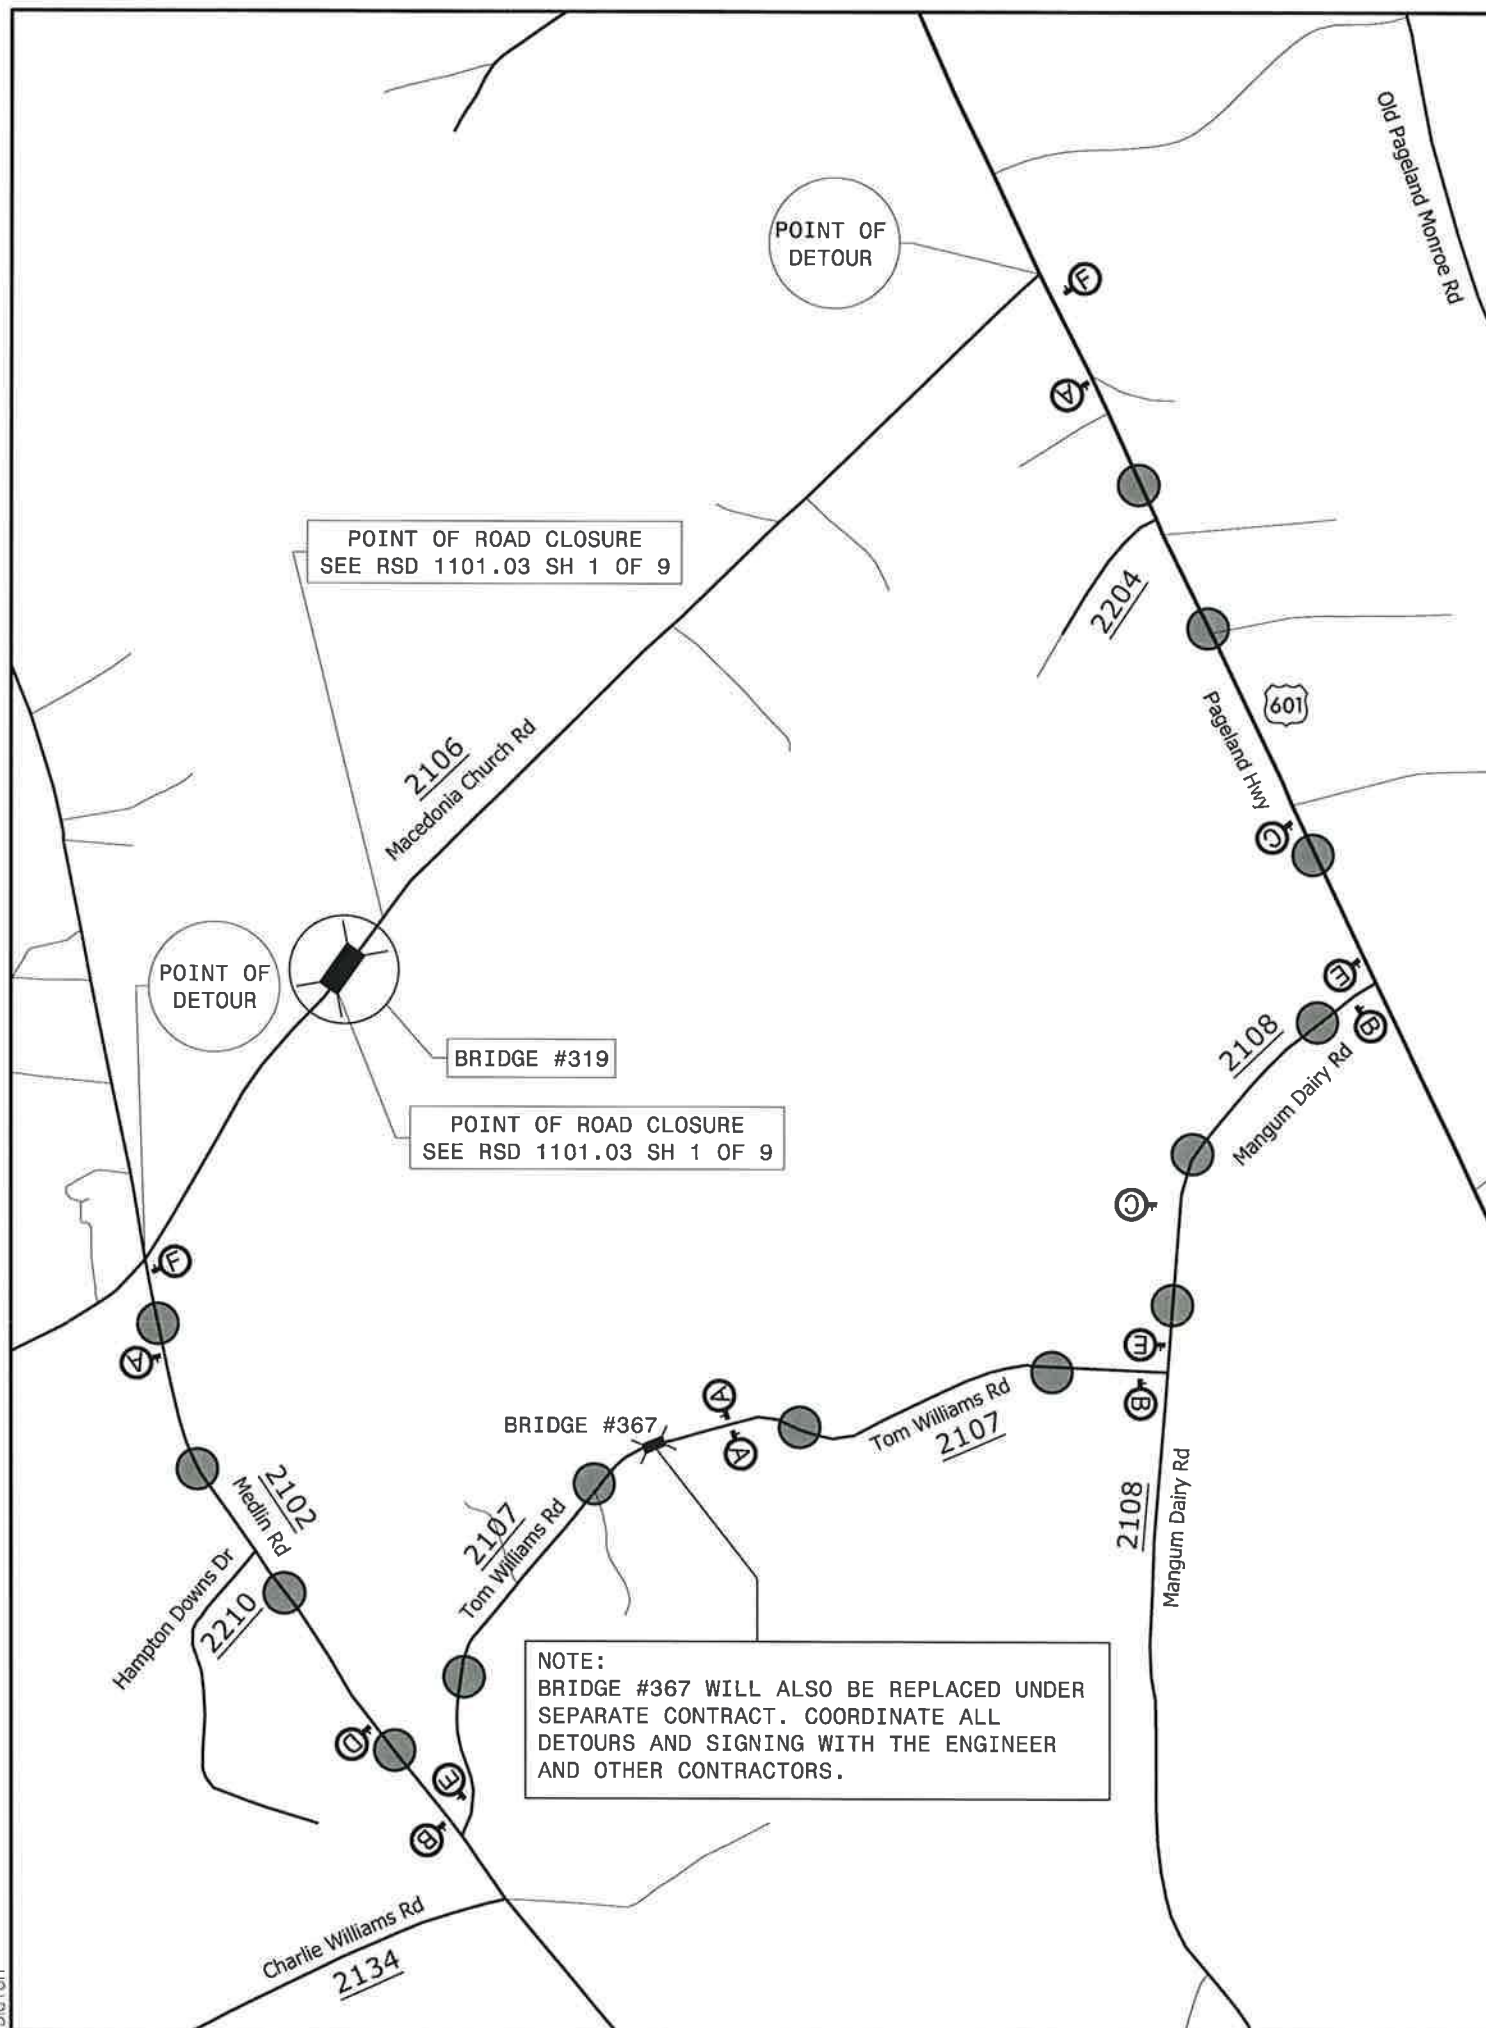 Old Pageland Monroe Rd
POINT OF
DETOUR
F
A
POINT OF ROAD CLOSURE
SEE RSD 1101.03 SH 1 OF 9
2204
601
Pageland Hwy
2106
Macedonia Church Rd
C
POINT OF
DETOUR
E
B
2108
Mangum Dairy Rd
BRIDGE #319
POINT OF ROAD CLOSURE
SEE RSD 1101.03 SH 1 OF 9
C
F
A
E
B
A
A
BRIDGE #367
Tom Williams Rd
2107
2102
Medlin Rd
2107
Tom Williams Rd
2108
Mangum Dairy Rd
Hampton Downs Dr
2210
NOTE:
BRIDGE #367 WILL ALSO BE REPLACED UNDER
SEPARATE CONTRACT. COORDINATE ALL
DETOURS AND SIGNING WITH THE ENGINEER
AND OTHER CONTRACTORS.
D
E
B
Charlie Williams Rd
2134